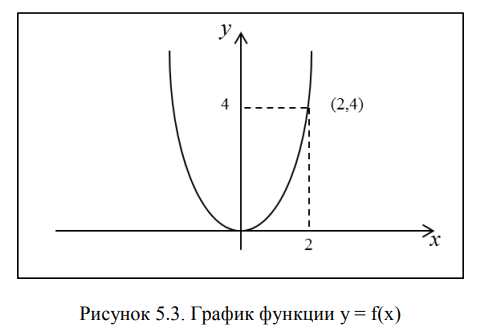 y
4
(2,4)
2
x
Рисунок 5.3. График функции y = f(x)